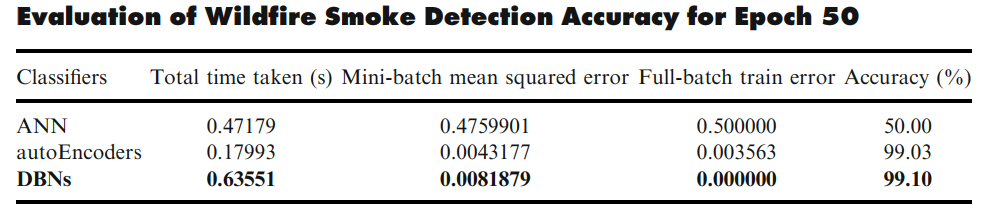 Evaluation of Wildfire Smoke Detection Accuracy for Epoch 50
Classifiers Total time taken (s) Mini-batch mean squared error Full-batch train error Accuracy (%)
ANN 0.47179 0.4759901 0.500000 50.00
autoEncoders 0.17993 0.0043177 0.003563 99.03
DBNs 0.63551 0.0081879 0.000000 99.10